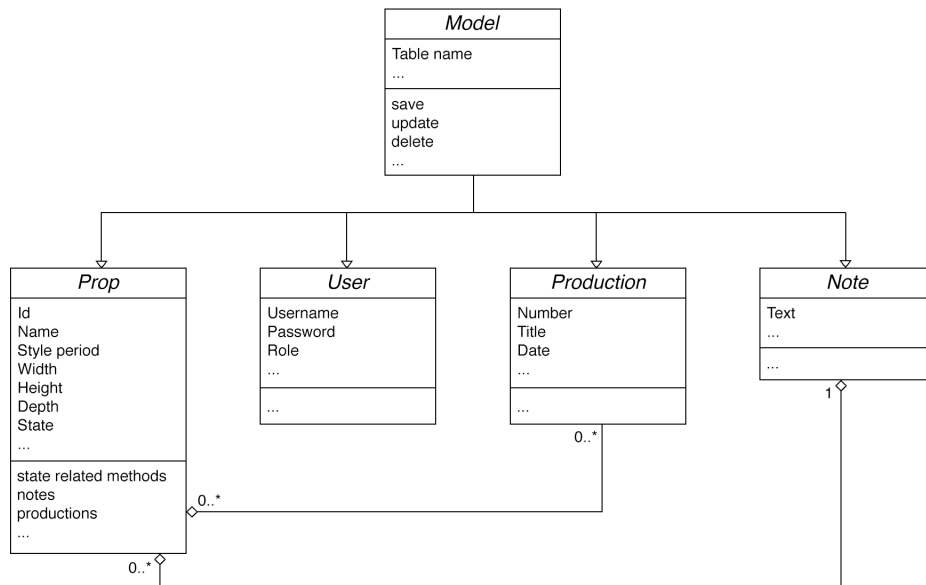 Model
Table name
...
save
update
delete
...
Prop
Id
Name
Style period
Width
Height
Depth
State
...
state related methods
notes
productions
...
User
Username
Password
Role
...
...
Production
Number
Title
Date
...
...
Note
Text
...
...
1
0..*
0..*
0..*